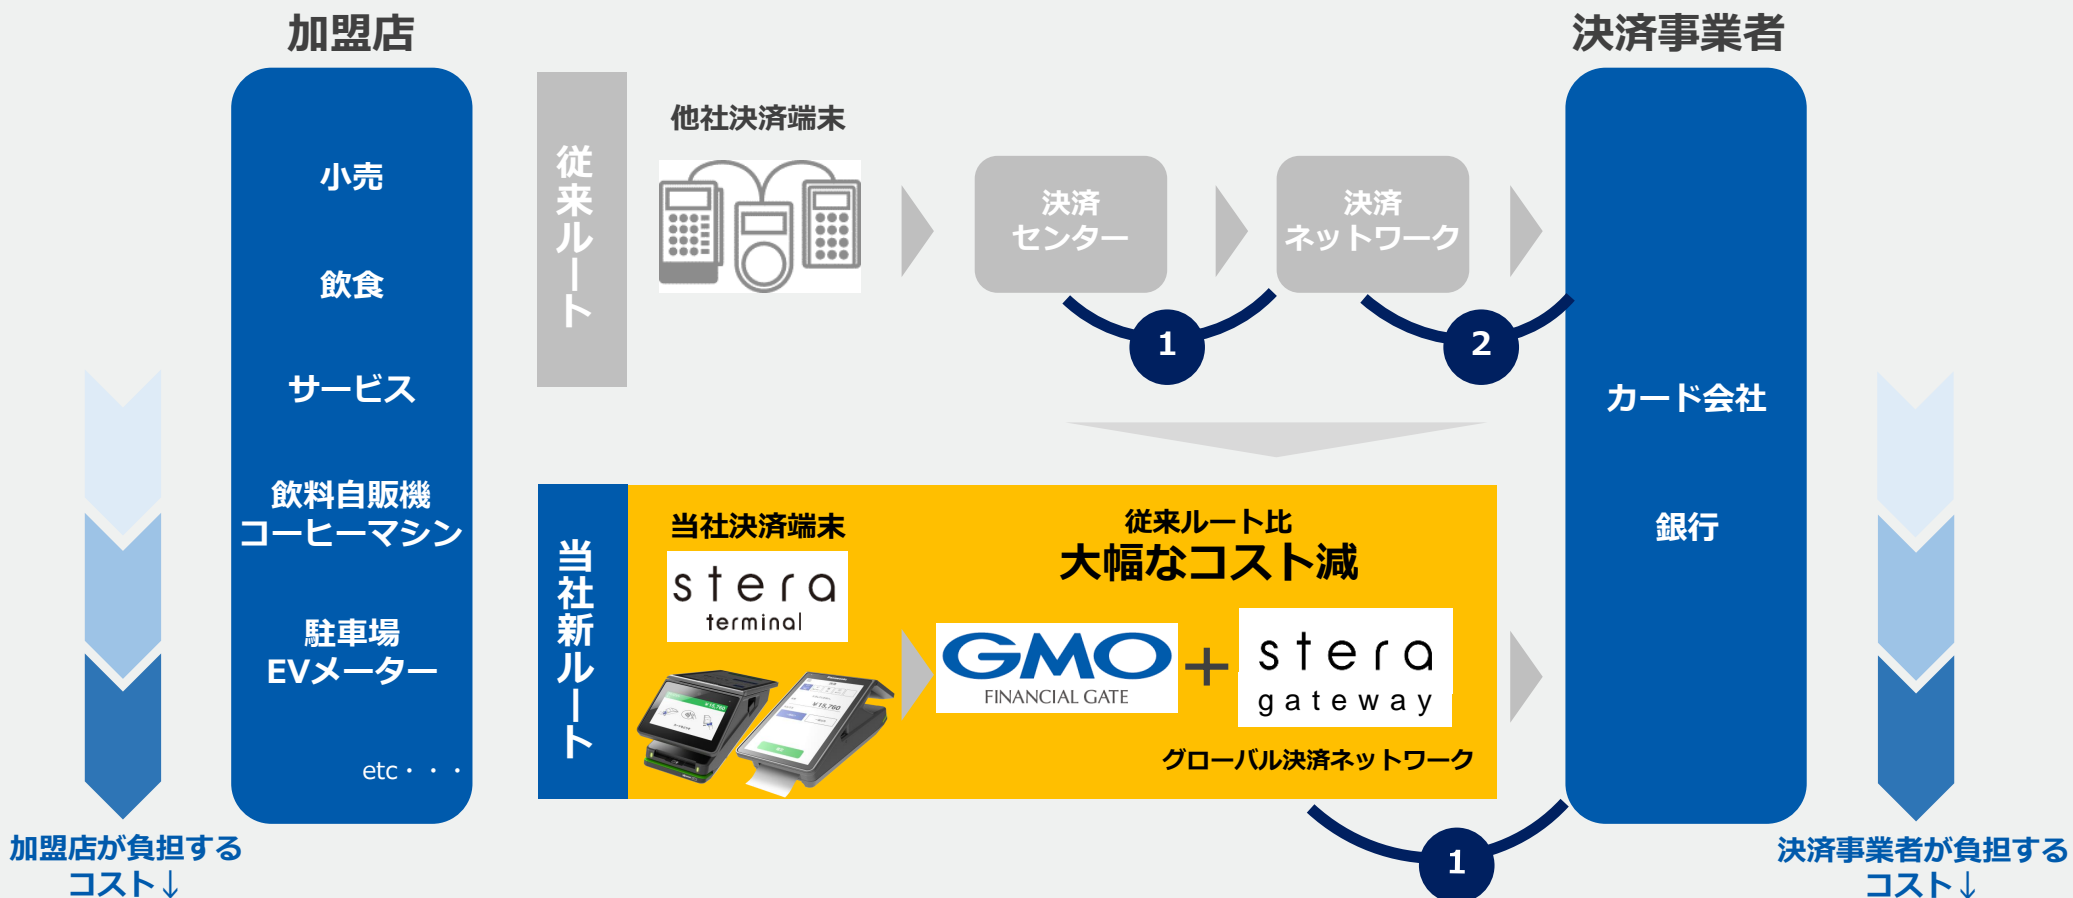 加盟店
決済事業者
小売
飲食
サービス
飲料自販機
コーヒーマシン
駐車場
EVメーター
etc・・・
従来ルート
他社決済端末
決済
センター
決済
ネットワーク
1
2
カード会社
銀行
当社新ルート
当社決済端末
stera
terminal
従来ルート比
大幅なコスト減
¥15,760
¥15,760
GMO
FINANCIAL GATE
+
stera
gateway
グローバル決済ネットワーク
1
加盟店が負担する
コスト↓
決済事業者が負担する
コスト↓